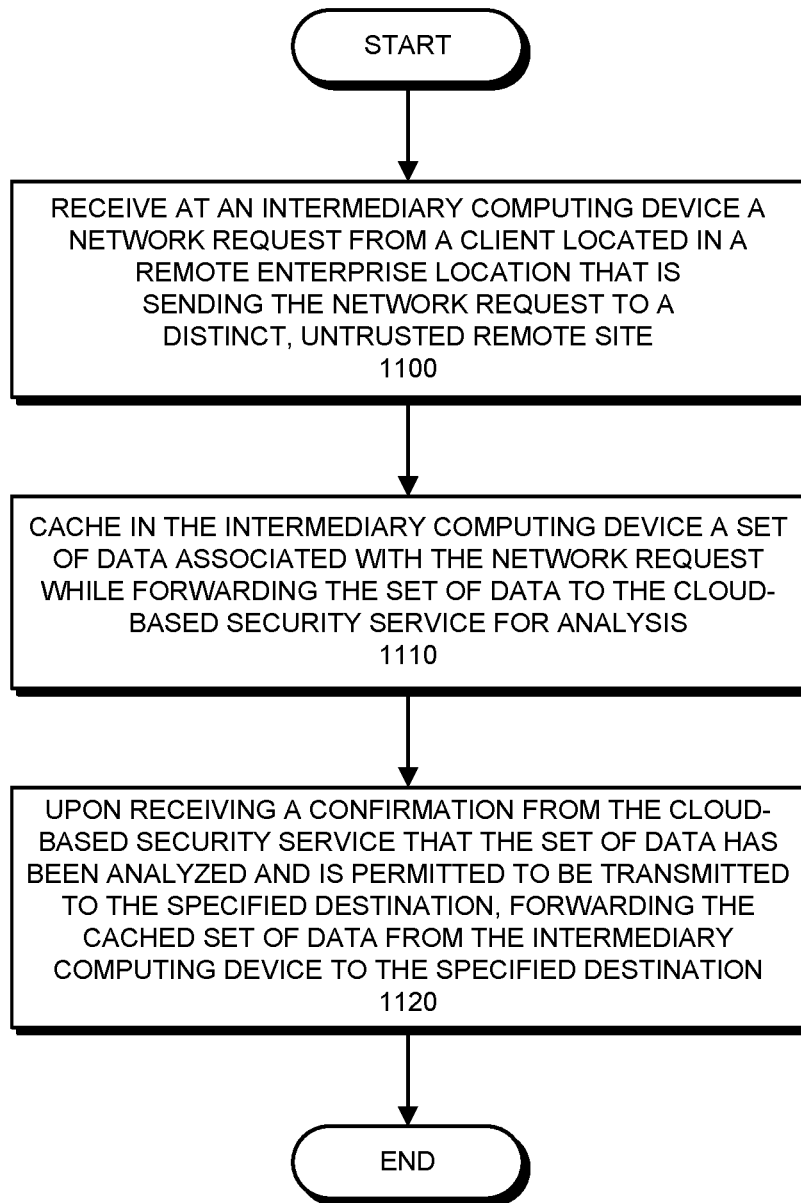 START
RECEIVE AT AN INTERMEDIARY COMPUTING DEVICE A
NETWORK REQUEST FROM A CLIENT LOCATED IN A
REMOTE ENTERPRISE LOCATION THAT IS
SENDING THE NETWORK REQUEST TO A
DISTINCT, UNTRUSTED REMOTE SITE
1100
CACHE IN THE INTERMEDIARY COMPUTING DEVICE A SET
OF DATA ASSOCIATED WITH THE NETWORK REQUEST
WHILE FORWARDING THE SET OF DATA TO THE CLOUD-
BASED SECURITY SERVICE FOR ANALYSIS
1110
UPON RECEIVING A CONFIRMATION FROM THE CLOUD-
BASED SECURITY SERVICE THAT THE SET OF DATA HAS
BEEN ANALYZED AND IS PERMITTED TO BE TRANSMITTED
TO THE SPECIFIED DESTINATION, FORWARDING THE
CACHED SET OF DATA FROM THE INTERMEDIARY
COMPUTING DEVICE TO THE SPECIFIED DESTINATION
1120
END